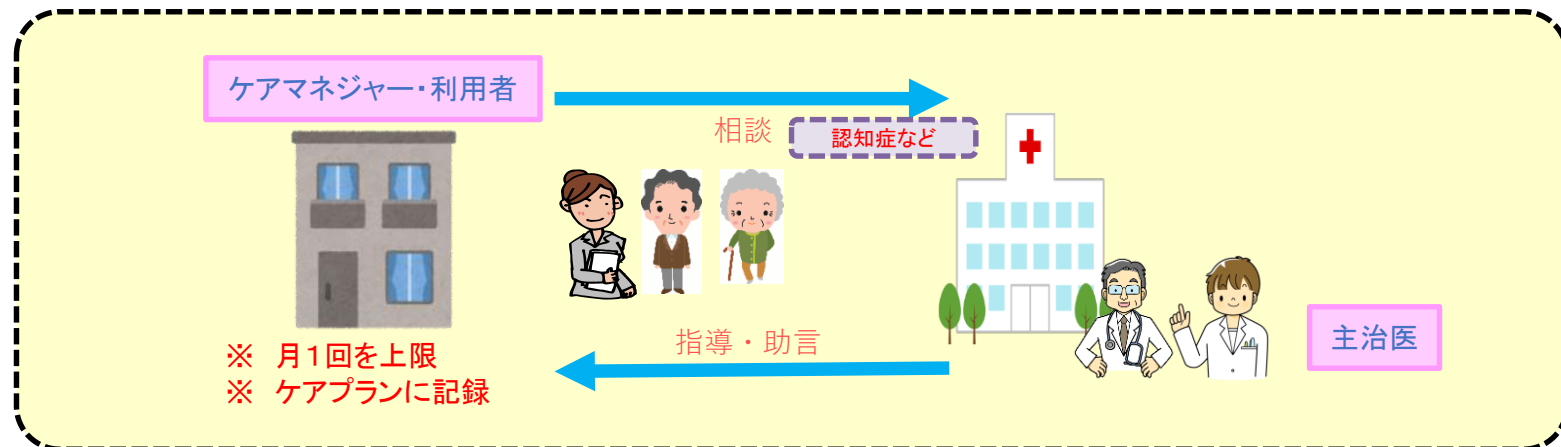 ケアマネジャー・利用者
相談
認知症など
指導・助言
主治医
※ 月1回を上限
※ ケアプランに記録